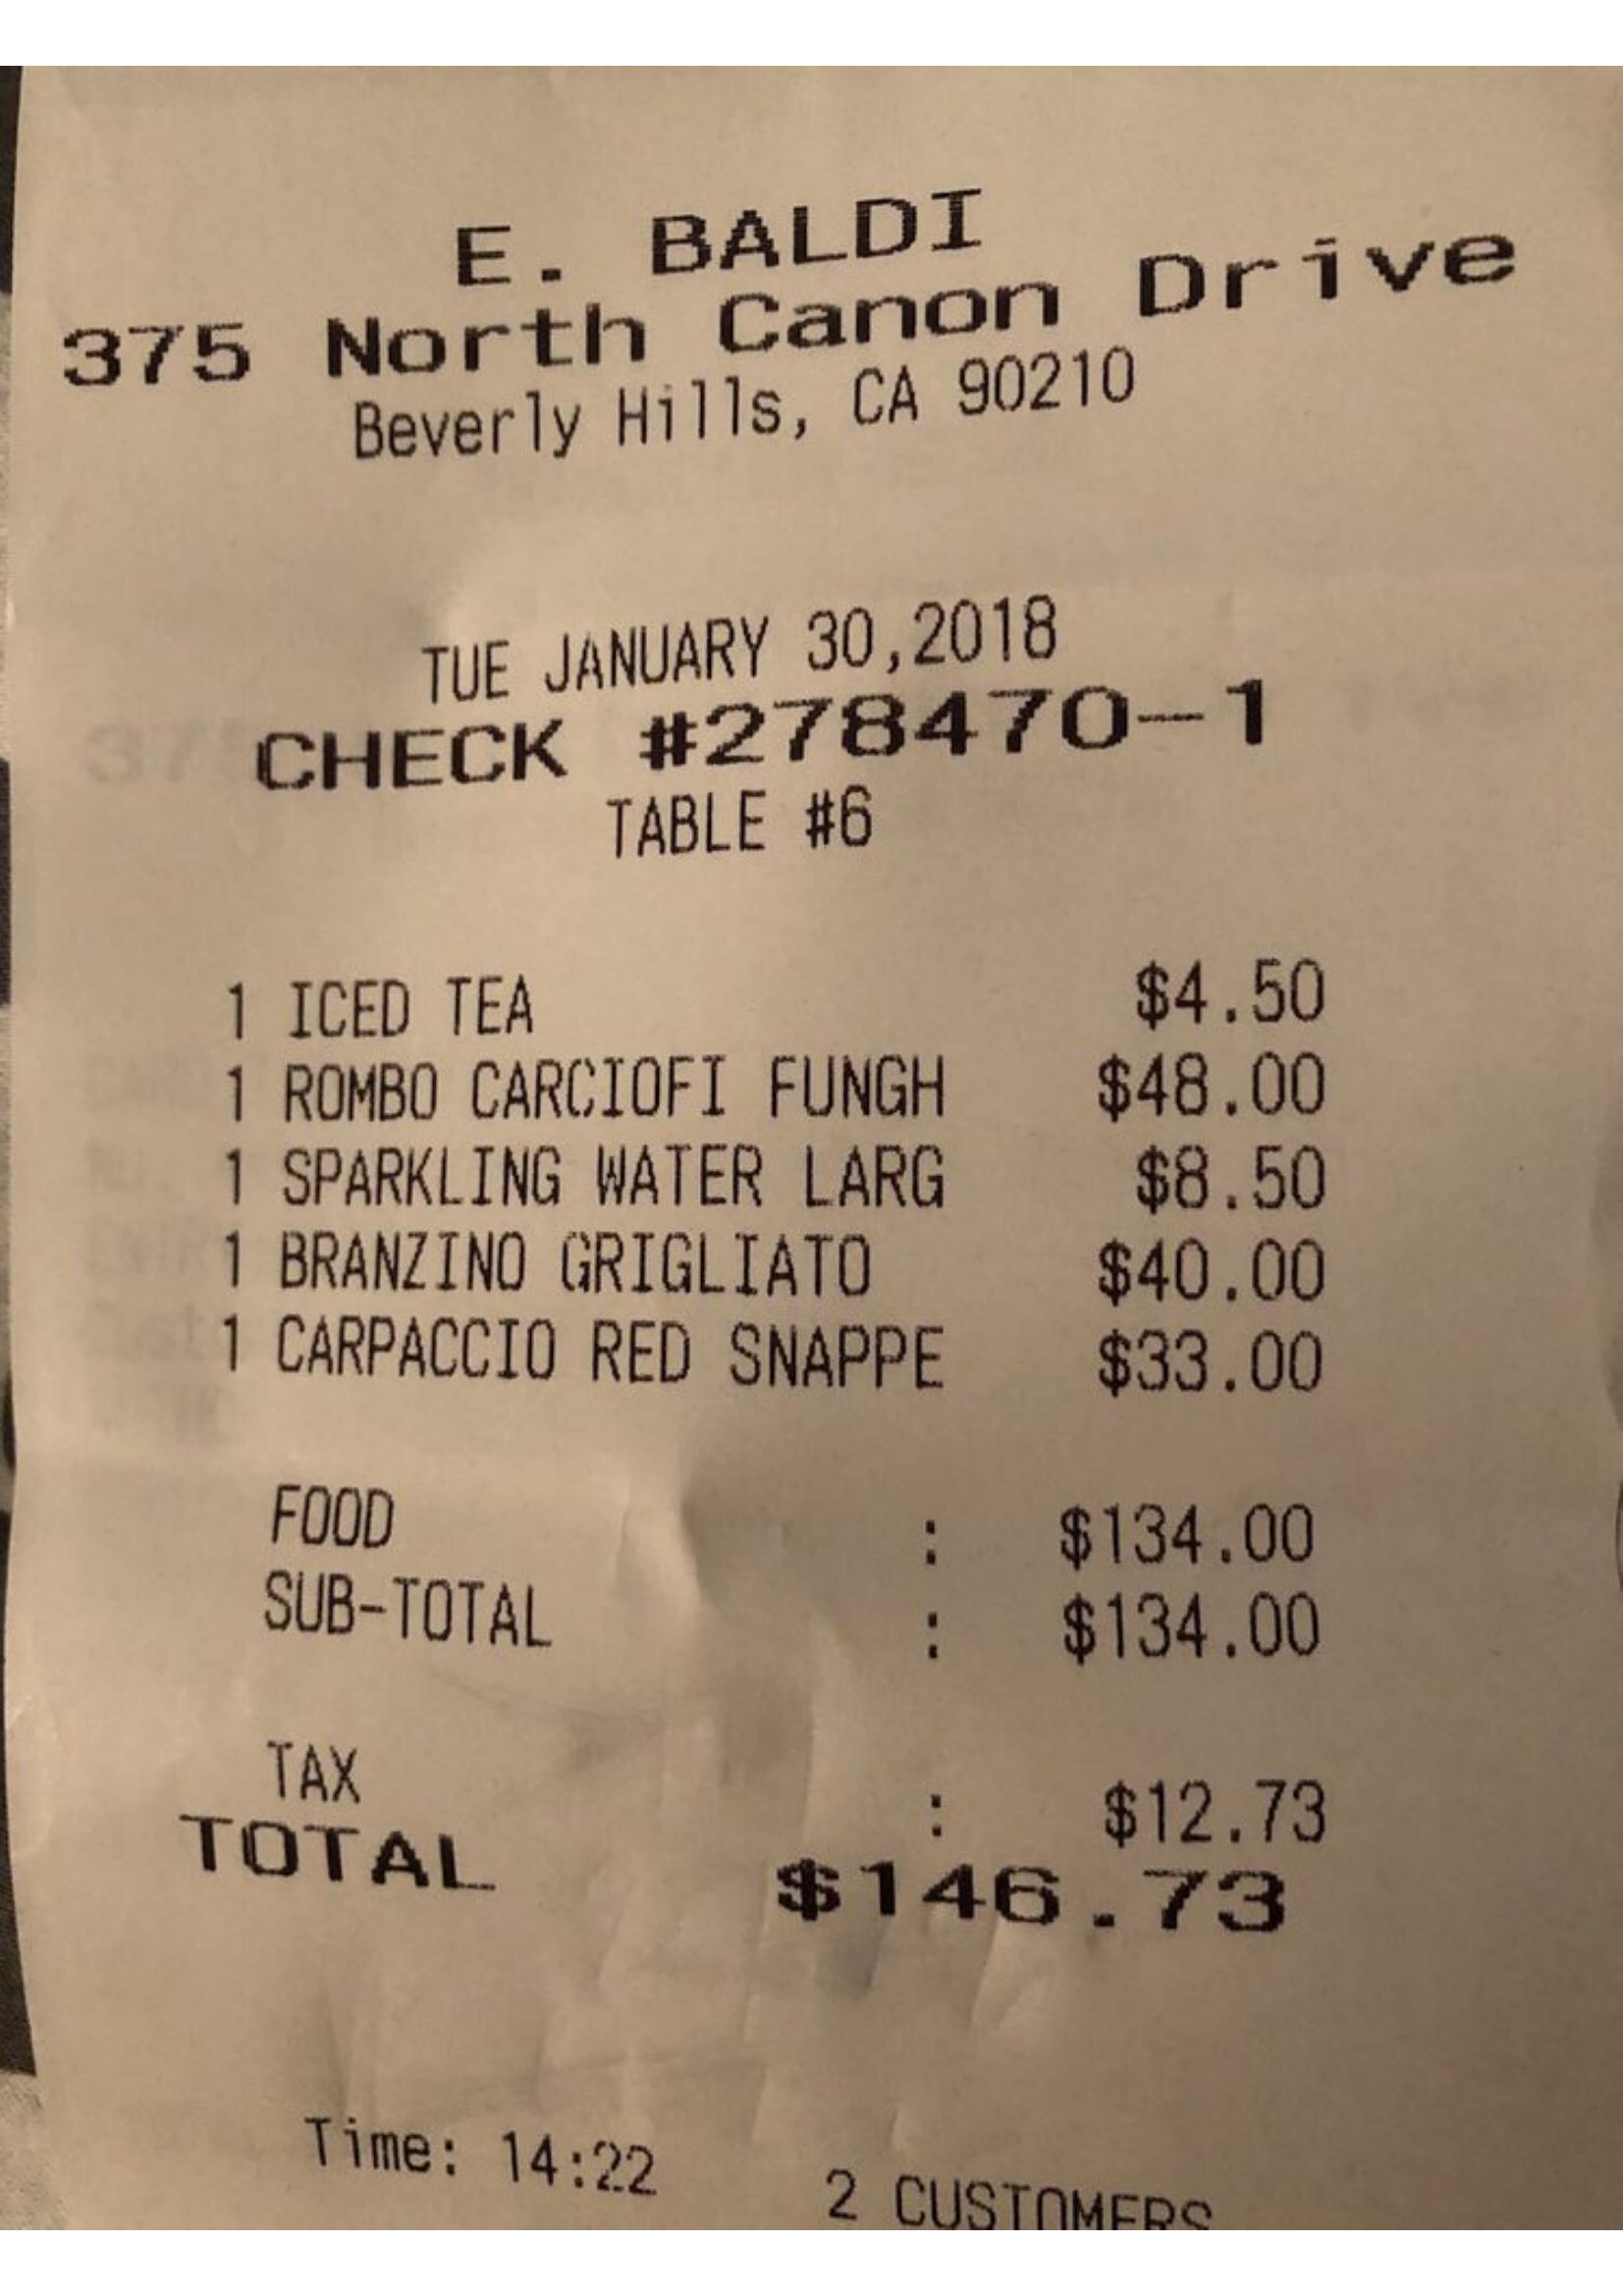 E. BALDI
375 North Canon Drive
Beverly Hills, CA 90210
TUE JANUARY 30,2018
CHECK #278470-1
TABLE #6
1 ICED TEA $4.50
1 ROMBO CARCIOFI FUNGH $48.00
1 SPARKLING WATER LARG $8.50
1 BRANZINO GRIGLIATO $40.00
1 CARPACCIO RED SNAPPE $33.00
FOOD : $134.00
SUB-TOTAL : $134.00
TAX : $12.73
TOTAL $146.73
Time: 14:22
2 CUSTOMERS